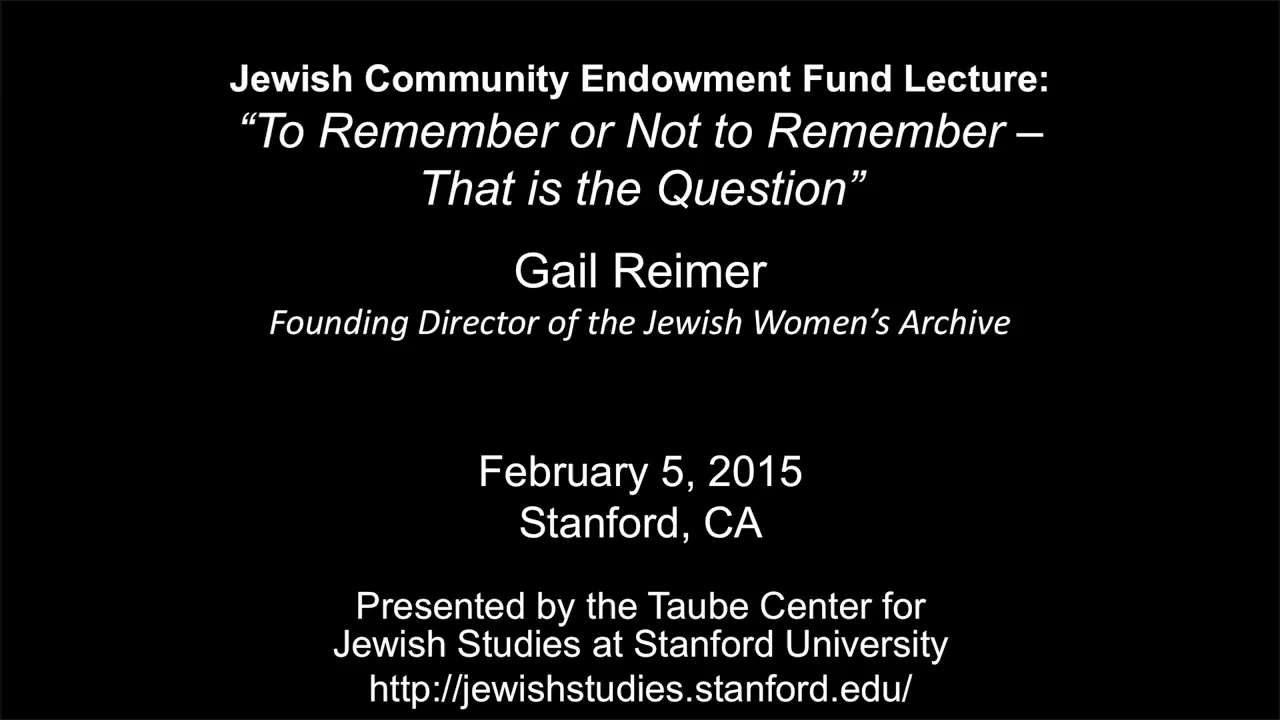 Jewish Community Endowment Fund Lecture:
“To Remember or Not to Remember –
That is the Question”
Gail Reimer
Founding Director of the Jewish Women’s Archive
February 5, 2015
Stanford, CA
Presented by the Taube Center for
Jewish Studies at Stanford University
http://jewishstudies.stanford.edu/